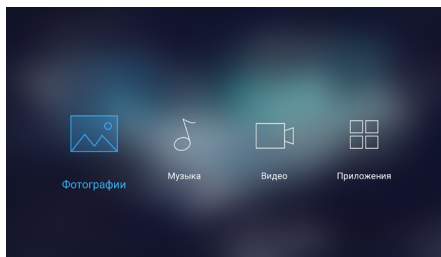 Фотографии
Музыка
Видео
Приложения